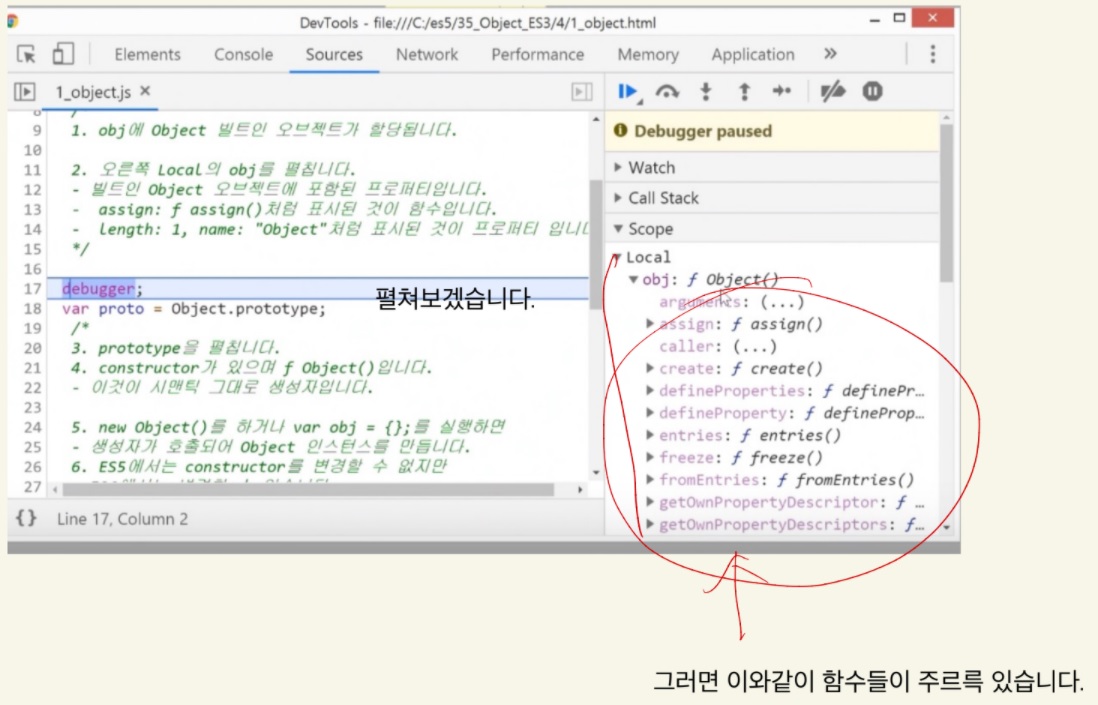 DevTools - file:///C:/es5/35_Object_ES3/4/1_object.html
Elements Console Sources Network Performance Memory Application »
1_object.js ×
9 1. obj에 Object 빌트인 오브젝트가 할당됩니다.
10
11 2. 오른쪽 Local의 obj를 펼칩니다.
12 - 빌트인 Object 오브젝트에 포함된 프로퍼티입니다.
13 - assign: ƒ assign()처럼 표시된 것이 함수입니다.
14 - length: 1, name: "Object"처럼 표시된 것이 프로퍼티 입니
15 */
16
17 debugger;
18 var proto = Object.prototype;
19 /*
20 3. prototype을 펼칩니다.
21 4. constructor가 있으며 ƒ Object()입니다.
22 - 이것이 시맨틱 그대로 생성자입니다.
23
24 5. new Object()를 하거나 var obj = {};를 실행하면
25 - 생성자가 호출되어 Object 인스턴스를 만듭니다.
26 6. ES5에서는 constructor를 변경할 수 없지만
27
{} Line 17, Column 2
펼쳐보겠습니다.
Debugger paused
Watch
Call Stack
Scope
Local
obj: ƒ Object()
arguments: (...)
assign: ƒ assign()
caller: (...)
create: ƒ create()
defineProperties: ƒ definePr…
defineProperty: ƒ defineProp…
entries: ƒ entries()
freeze: ƒ freeze()
fromEntries: ƒ fromEntries()
getOwnPropertyDescriptor: ƒ …
getOwnPropertyDescriptors: ƒ…
그러면 이와같이 함수들이 주르륵 있습니다.